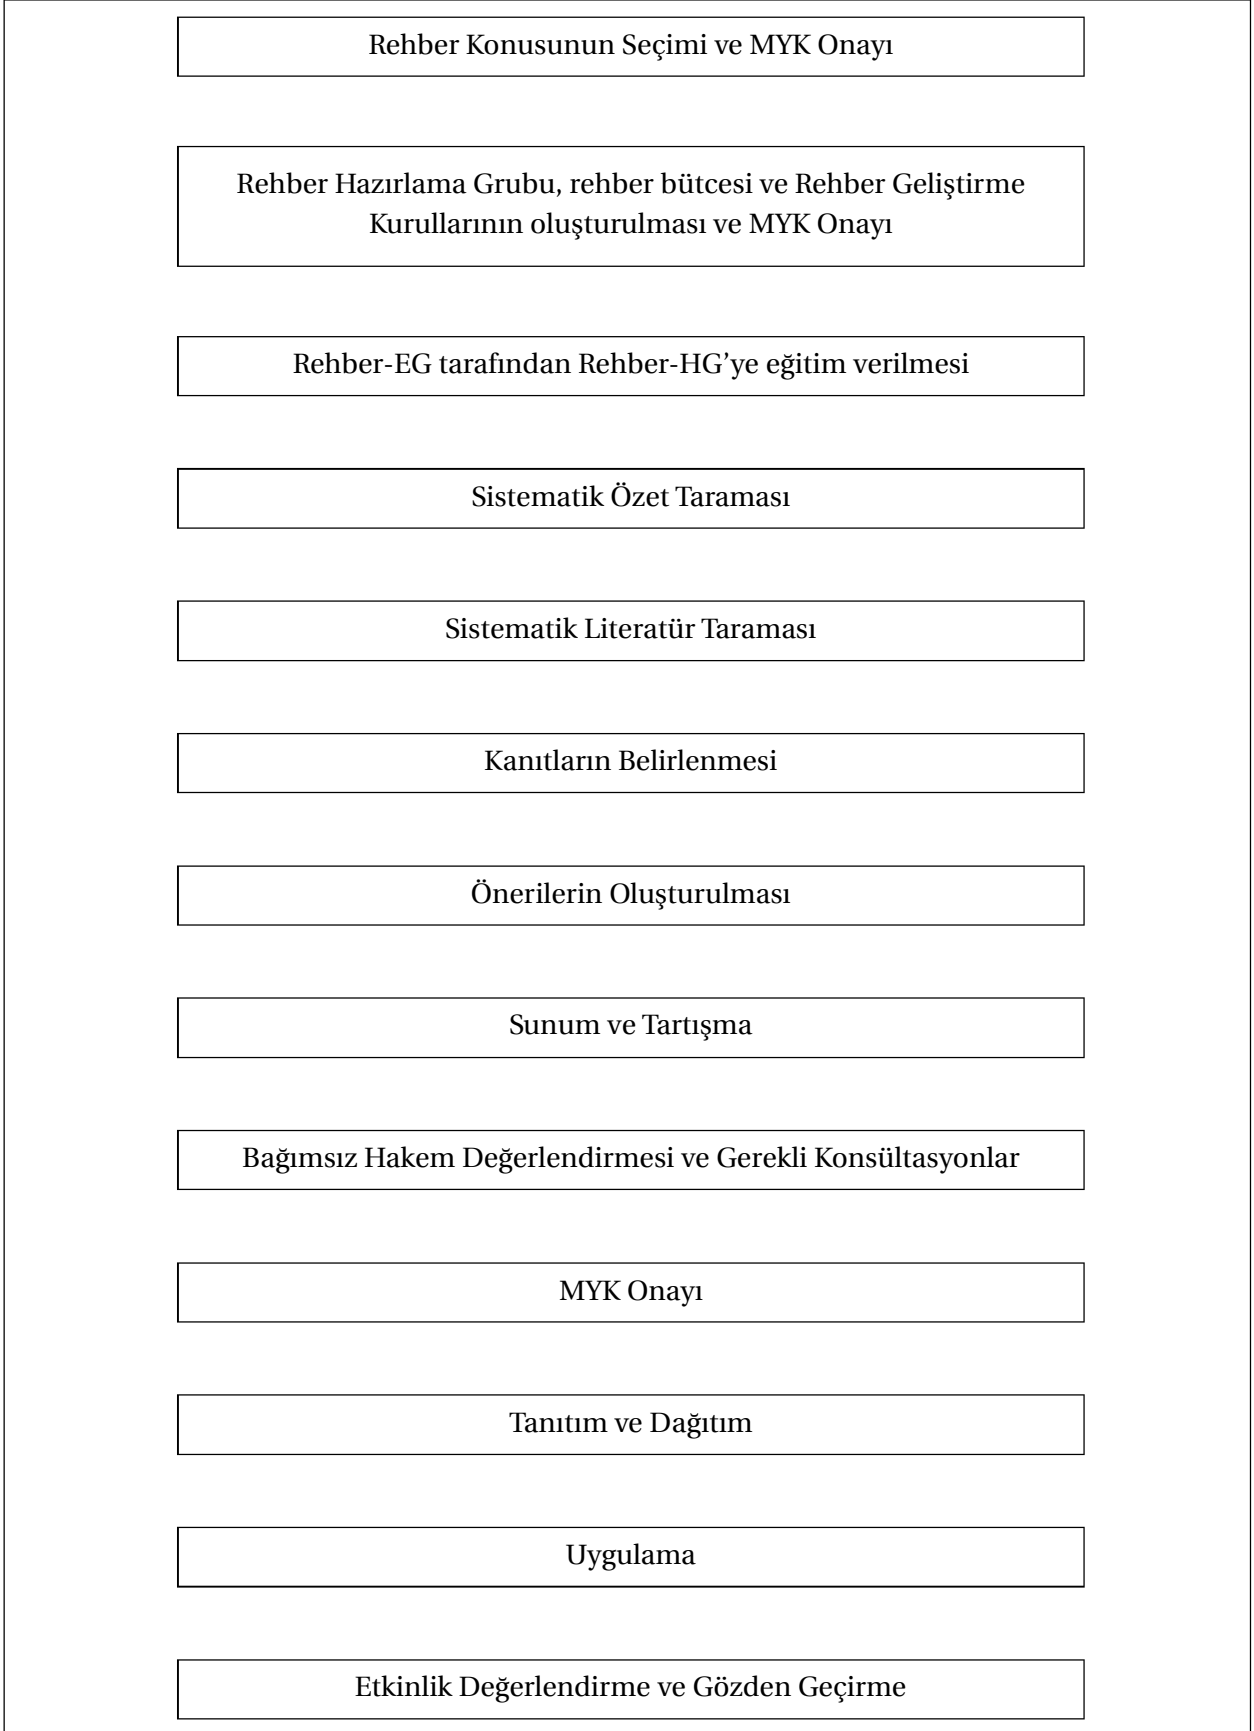 Rehber Konusunun Seçimi ve MYK Onayı
Rehber Hazırlama Grubu, rehber bütcesi ve Rehber Geliştirme
Kurullarının oluşturulması ve MYK Onayı
Rehber-EG tarafından Rehber-HG’ye eğitim verilmesi
Sistematik Özet Taraması
Sistematik Literatür Taraması
Kanıtların Belirlenmesi
Önerilerin Oluşturulması
Sunum ve Tartışma
Bağımsız Hakem Değerlendirmesi ve Gerekli Konsültasyonlar
MYK Onayı
Tanıtım ve Dağıtım
Uygulama
Etkinlik Değerlendirme ve Gözden Geçirme